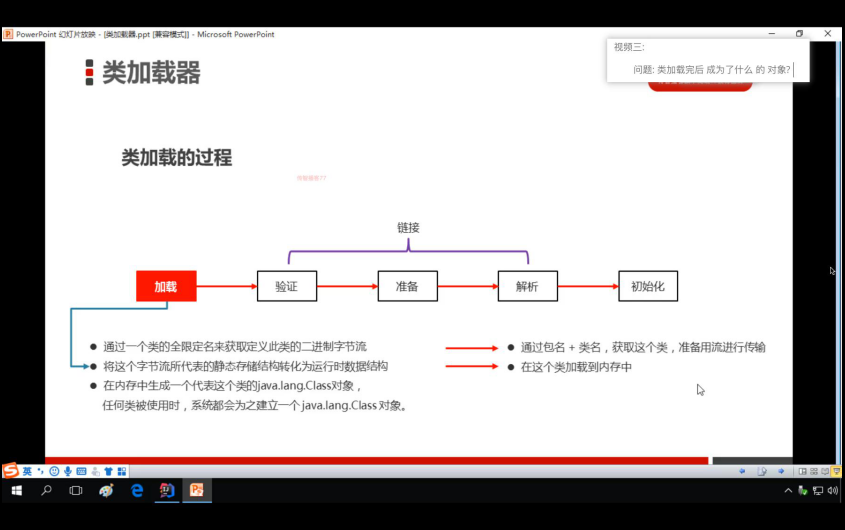 PowerPoint 幻灯片放映 - [类加载器.ppt [兼容模式]] - Microsoft PowerPoint
视频三:
问题: 类加载完后 成为了什么 的 对象?
类加载器
类加载的过程
链接
加载
验证
准备
解析
初始化
通过一个类的全限定名来获取定义此类的二进制字节流
将这个字节流所代表的静态存储结构转化为运行时数据结构
在内存中生成一个代表这个类的java.lang.Class对象，
任何类被使用时，系统都会为之建立一个 java.lang.Class 对象。
通过包名 + 类名，获取这个类，准备用流进行传输
在这个类加载到内存中
英